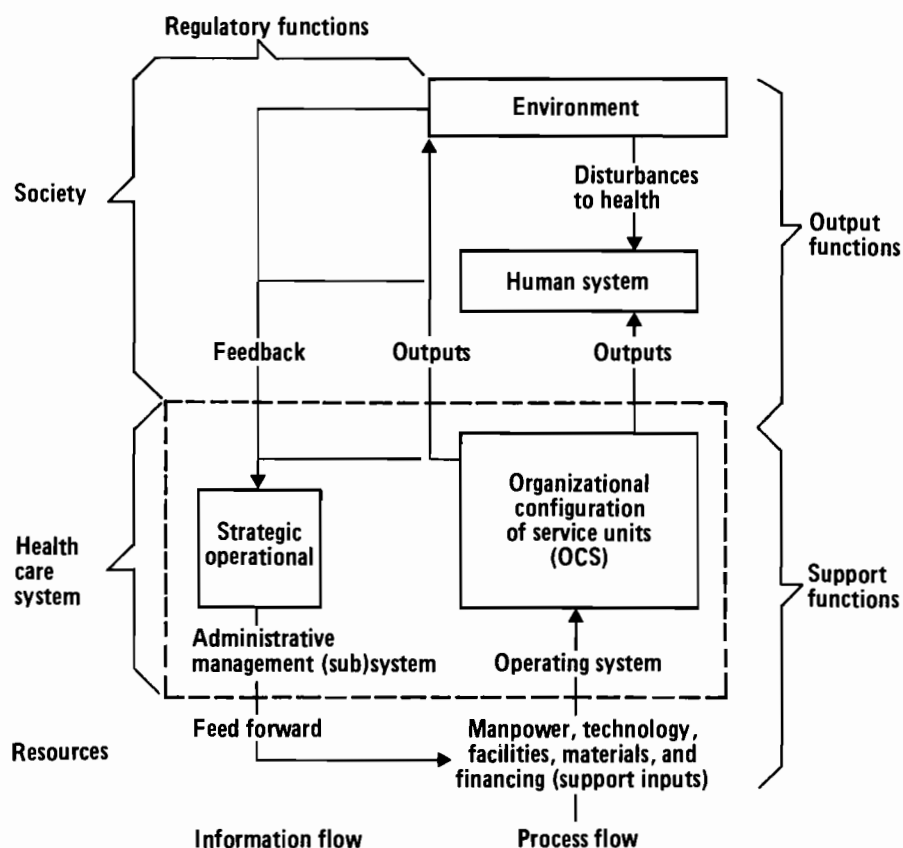 Regulatory functions
Environment
Disturbances
to health
Society
Output
functions
Human system
Feedback
Outputs
Outputs
Organizational
configuration
of service units
(OCS)
Strategic
operational
Health
care
system
Support
functions
Administrative
management (sub)system
Operating system
Feed forward
Resources
Manpower, technology,
facilities, materials, and
financing (support inputs)
Information flow
Process flow